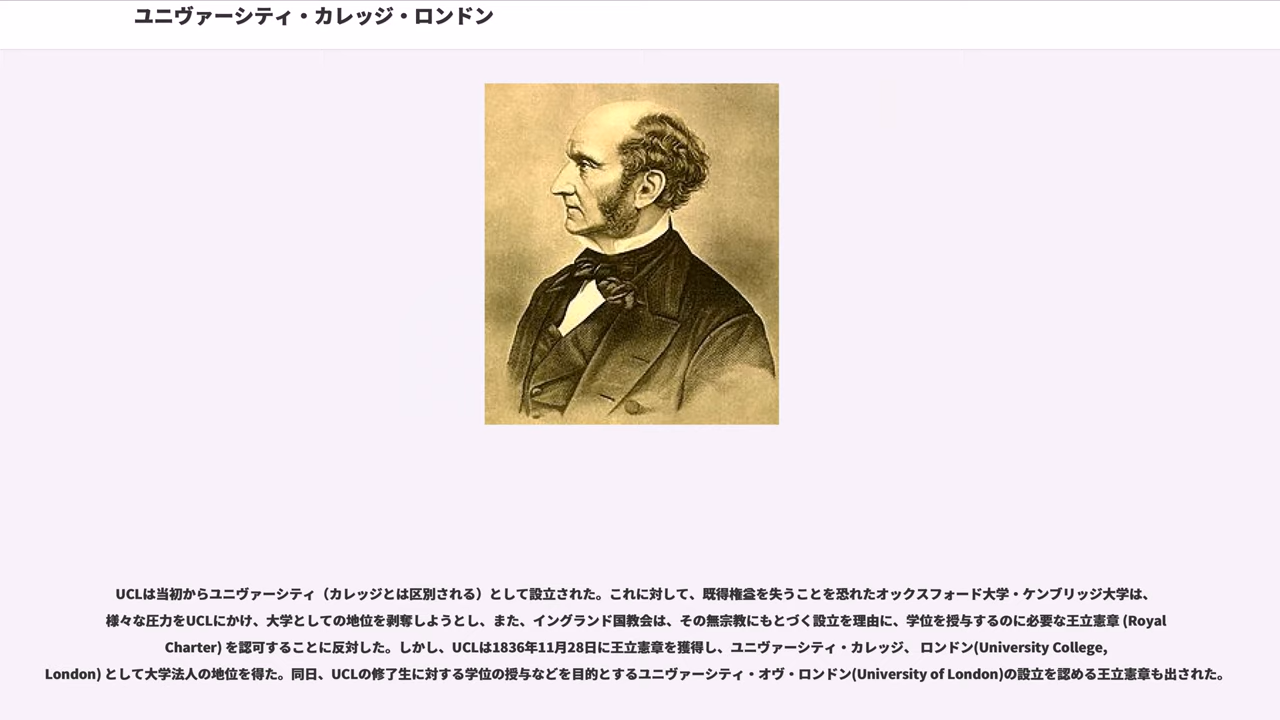 ユニヴァーシティ・カレッジ・ロンドン
UCLは当初からユニヴァーシティ（カレッジとは区別される）として設立された。これに対して、既得権益を失うことを恐れたオックスフォード大学・ケンブリッジ大学は、
様々な圧力をUCLにかけ、大学としての地位を剥奪しようとし、また、イングランド国教会は、その無宗教にもとづく設立を理由に、学位を授与するのに必要な王立憲章 (Royal
Charter) を認可することに反対した。しかし、UCLは1836年11月28日に王立憲章を獲得し、ユニヴァーシティ・カレッジ、 ロンドン(University College,
London) として大学法人の地位を得た。同日、UCLの修了生に対する学位の授与などを目的とするユニヴァーシティ・オヴ・ロンドン(University of London)の設立を認める王立憲章も出された。